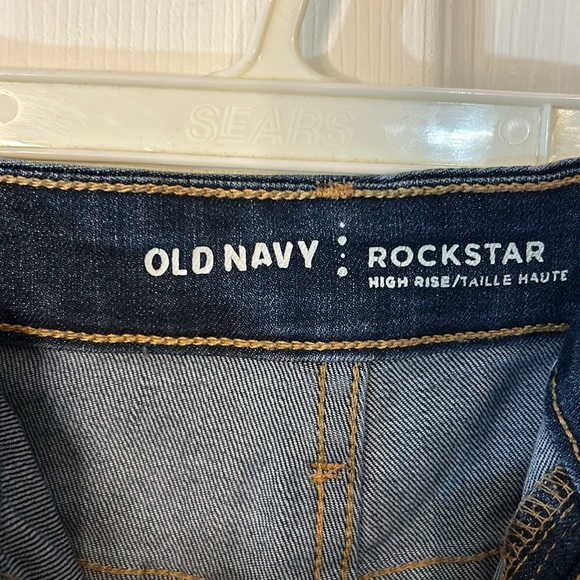 SEARS
OLD NAVY
ROCKSTAR
HIGH RISE/TAILLE HAUTE